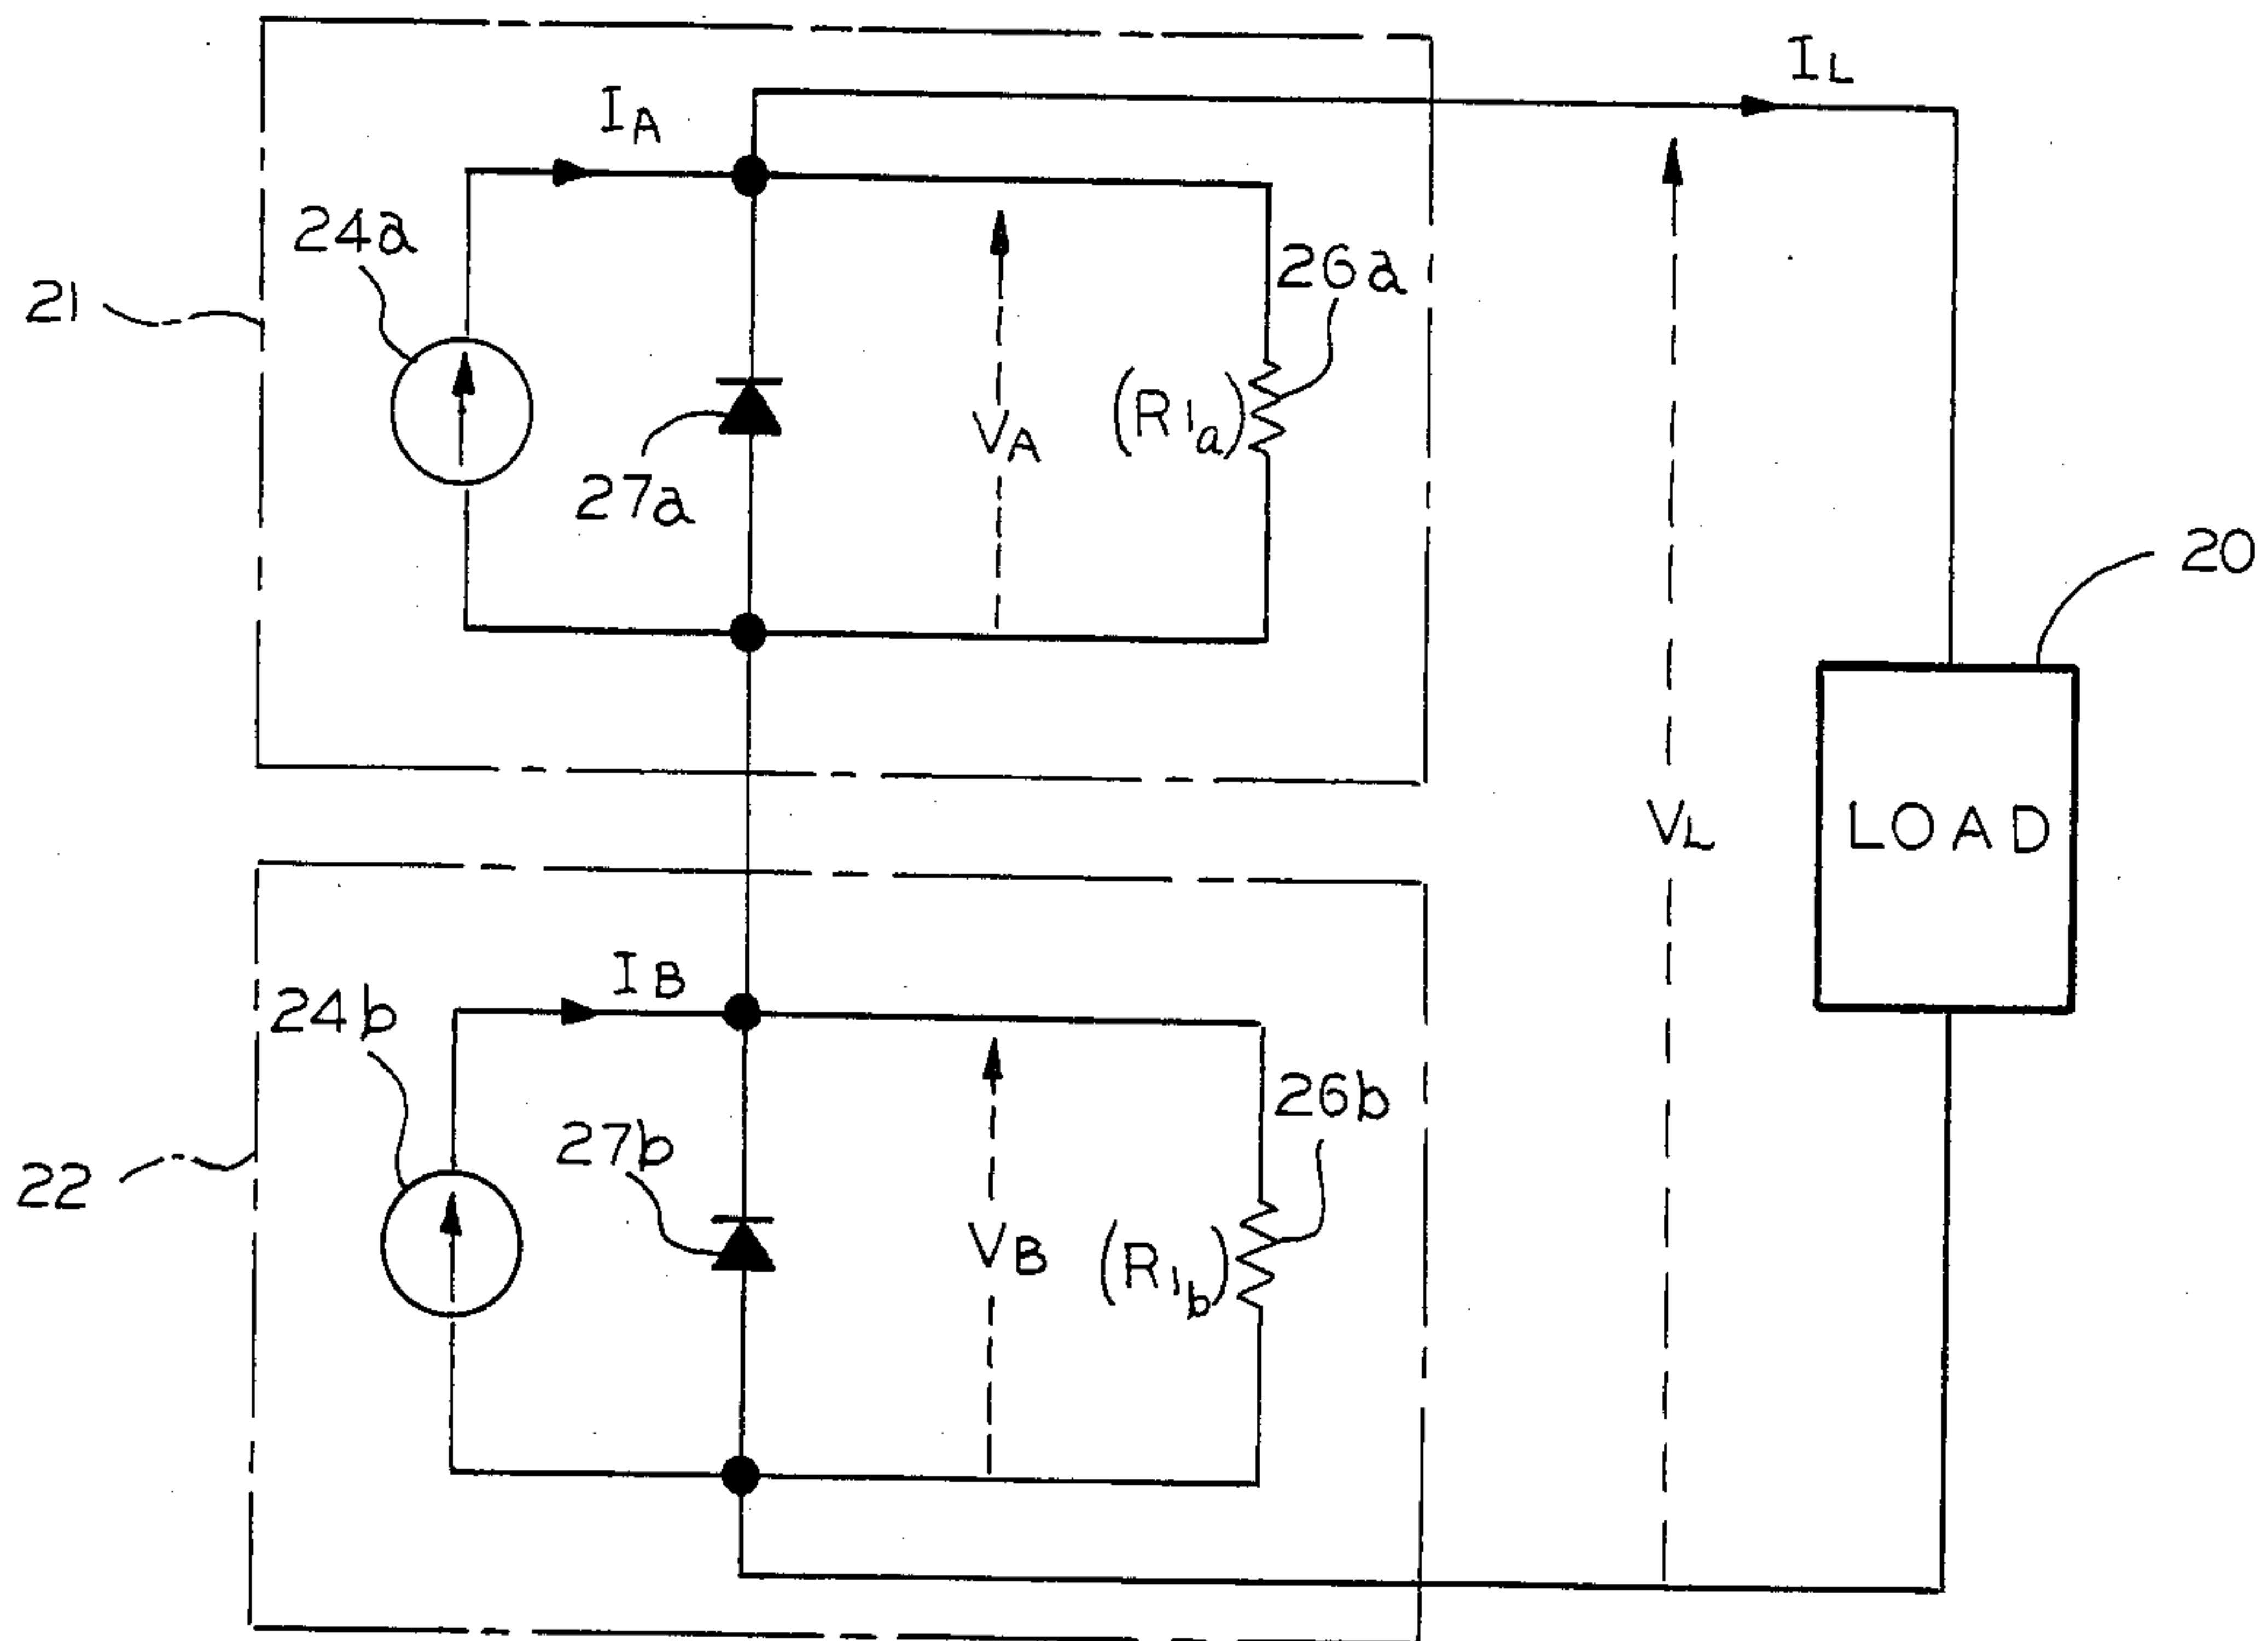 IL
IA
24a
26a
21
(R1a)
VA
27a
20
VL
LOAD
IB
24b
26b
27b
22
VB
(R1b)